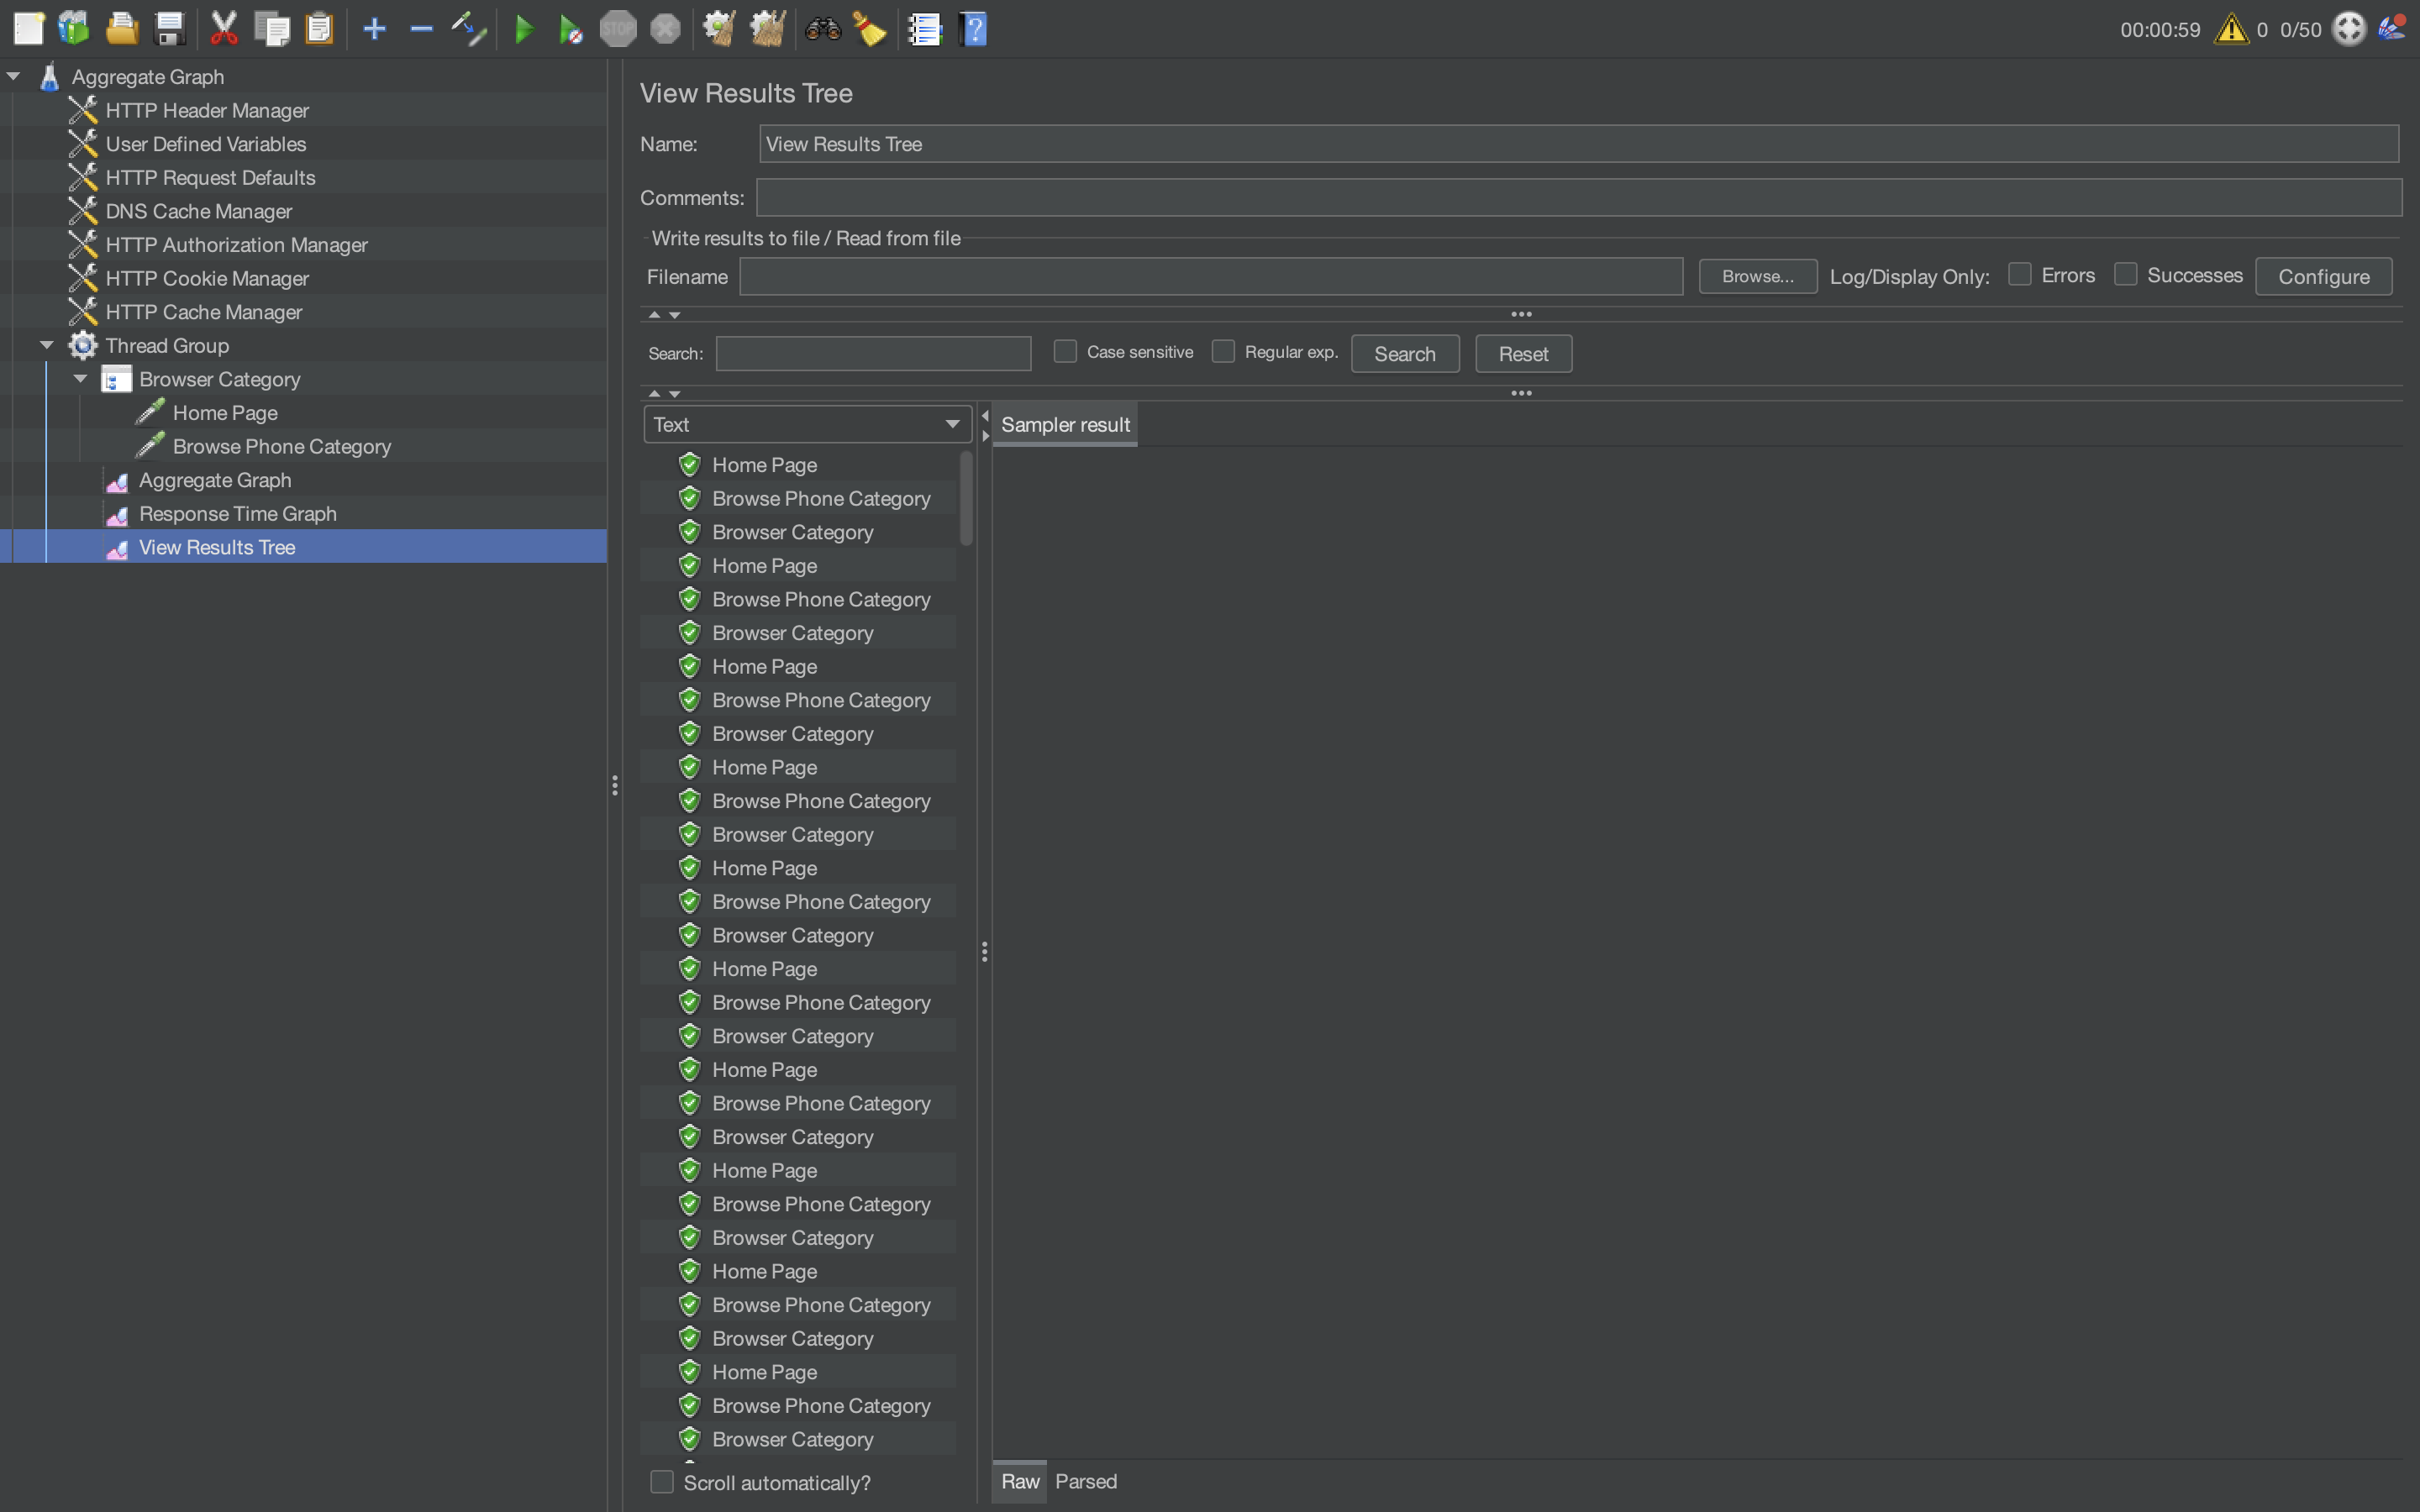 STOP
00:00:59 0 0/50
Aggregate Graph
HTTP Header Manager
User Defined Variables
HTTP Request Defaults
DNS Cache Manager
HTTP Authorization Manager
HTTP Cookie Manager
HTTP Cache Manager
Thread Group
Browser Category
Home Page
Browse Phone Category
Aggregate Graph
Response Time Graph
View Results Tree
View Results Tree
Name: View Results Tree
Comments:
Write results to file / Read from file
Filename Browse... Log/Display Only: Errors Successes Configure
Search: Case sensitive Regular exp. Search Reset
Text
Sampler result
Home Page
Browse Phone Category
Browser Category
Home Page
Browse Phone Category
Browser Category
Home Page
Browse Phone Category
Browser Category
Home Page
Browse Phone Category
Browser Category
Home Page
Browse Phone Category
Browser Category
Home Page
Browse Phone Category
Browser Category
Home Page
Browse Phone Category
Browser Category
Home Page
Browse Phone Category
Browser Category
Home Page
Browse Phone Category
Browser Category
Home Page
Browse Phone Category
Browser Category
Scroll automatically?
Raw Parsed